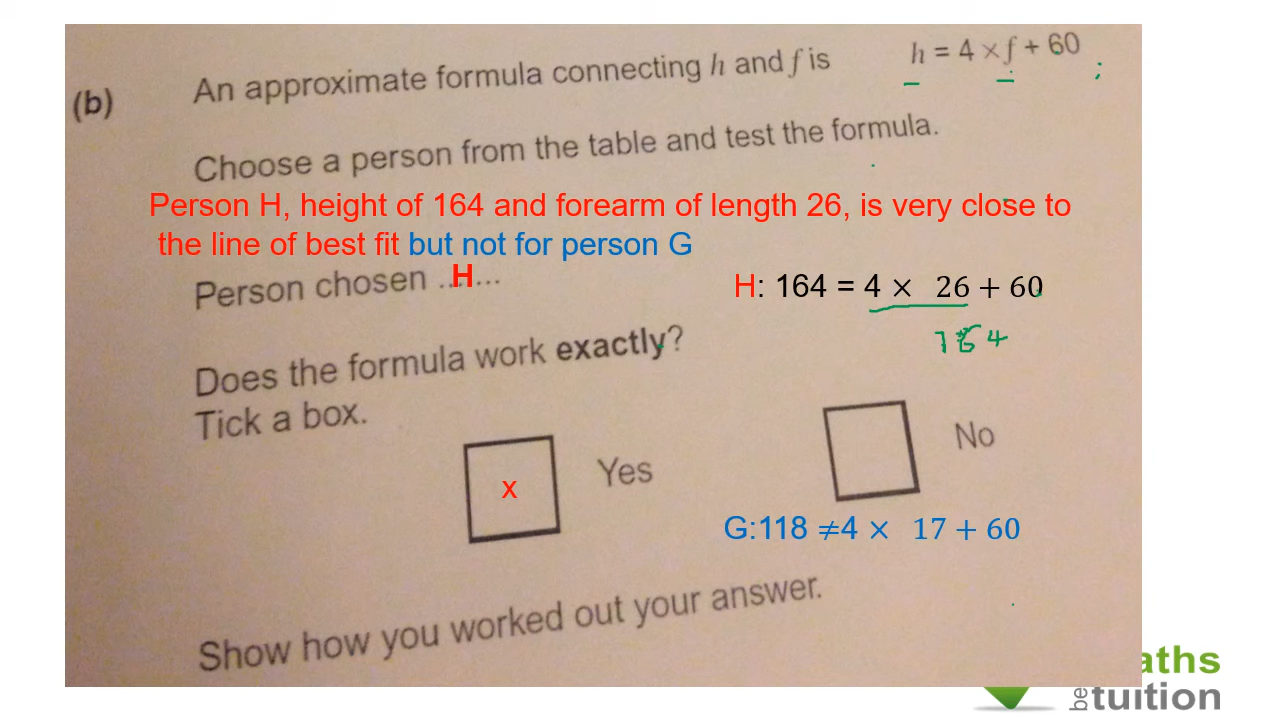 (b) An approximate formula connecting h and f is h = 4 × f + 60 ;
Choose a person from the table and test the formula.
Person H, height of 164 and forearm of length 26, is very close to
the line of best fit but not for person G
Person chosen ...H...
H: 164 = 4 × 26 + 60
164
Does the formula work exactly?
Tick a box.
x Yes No
G:118 ≠4 × 17 + 60
Show how you worked out your answer.
aths
be tuition